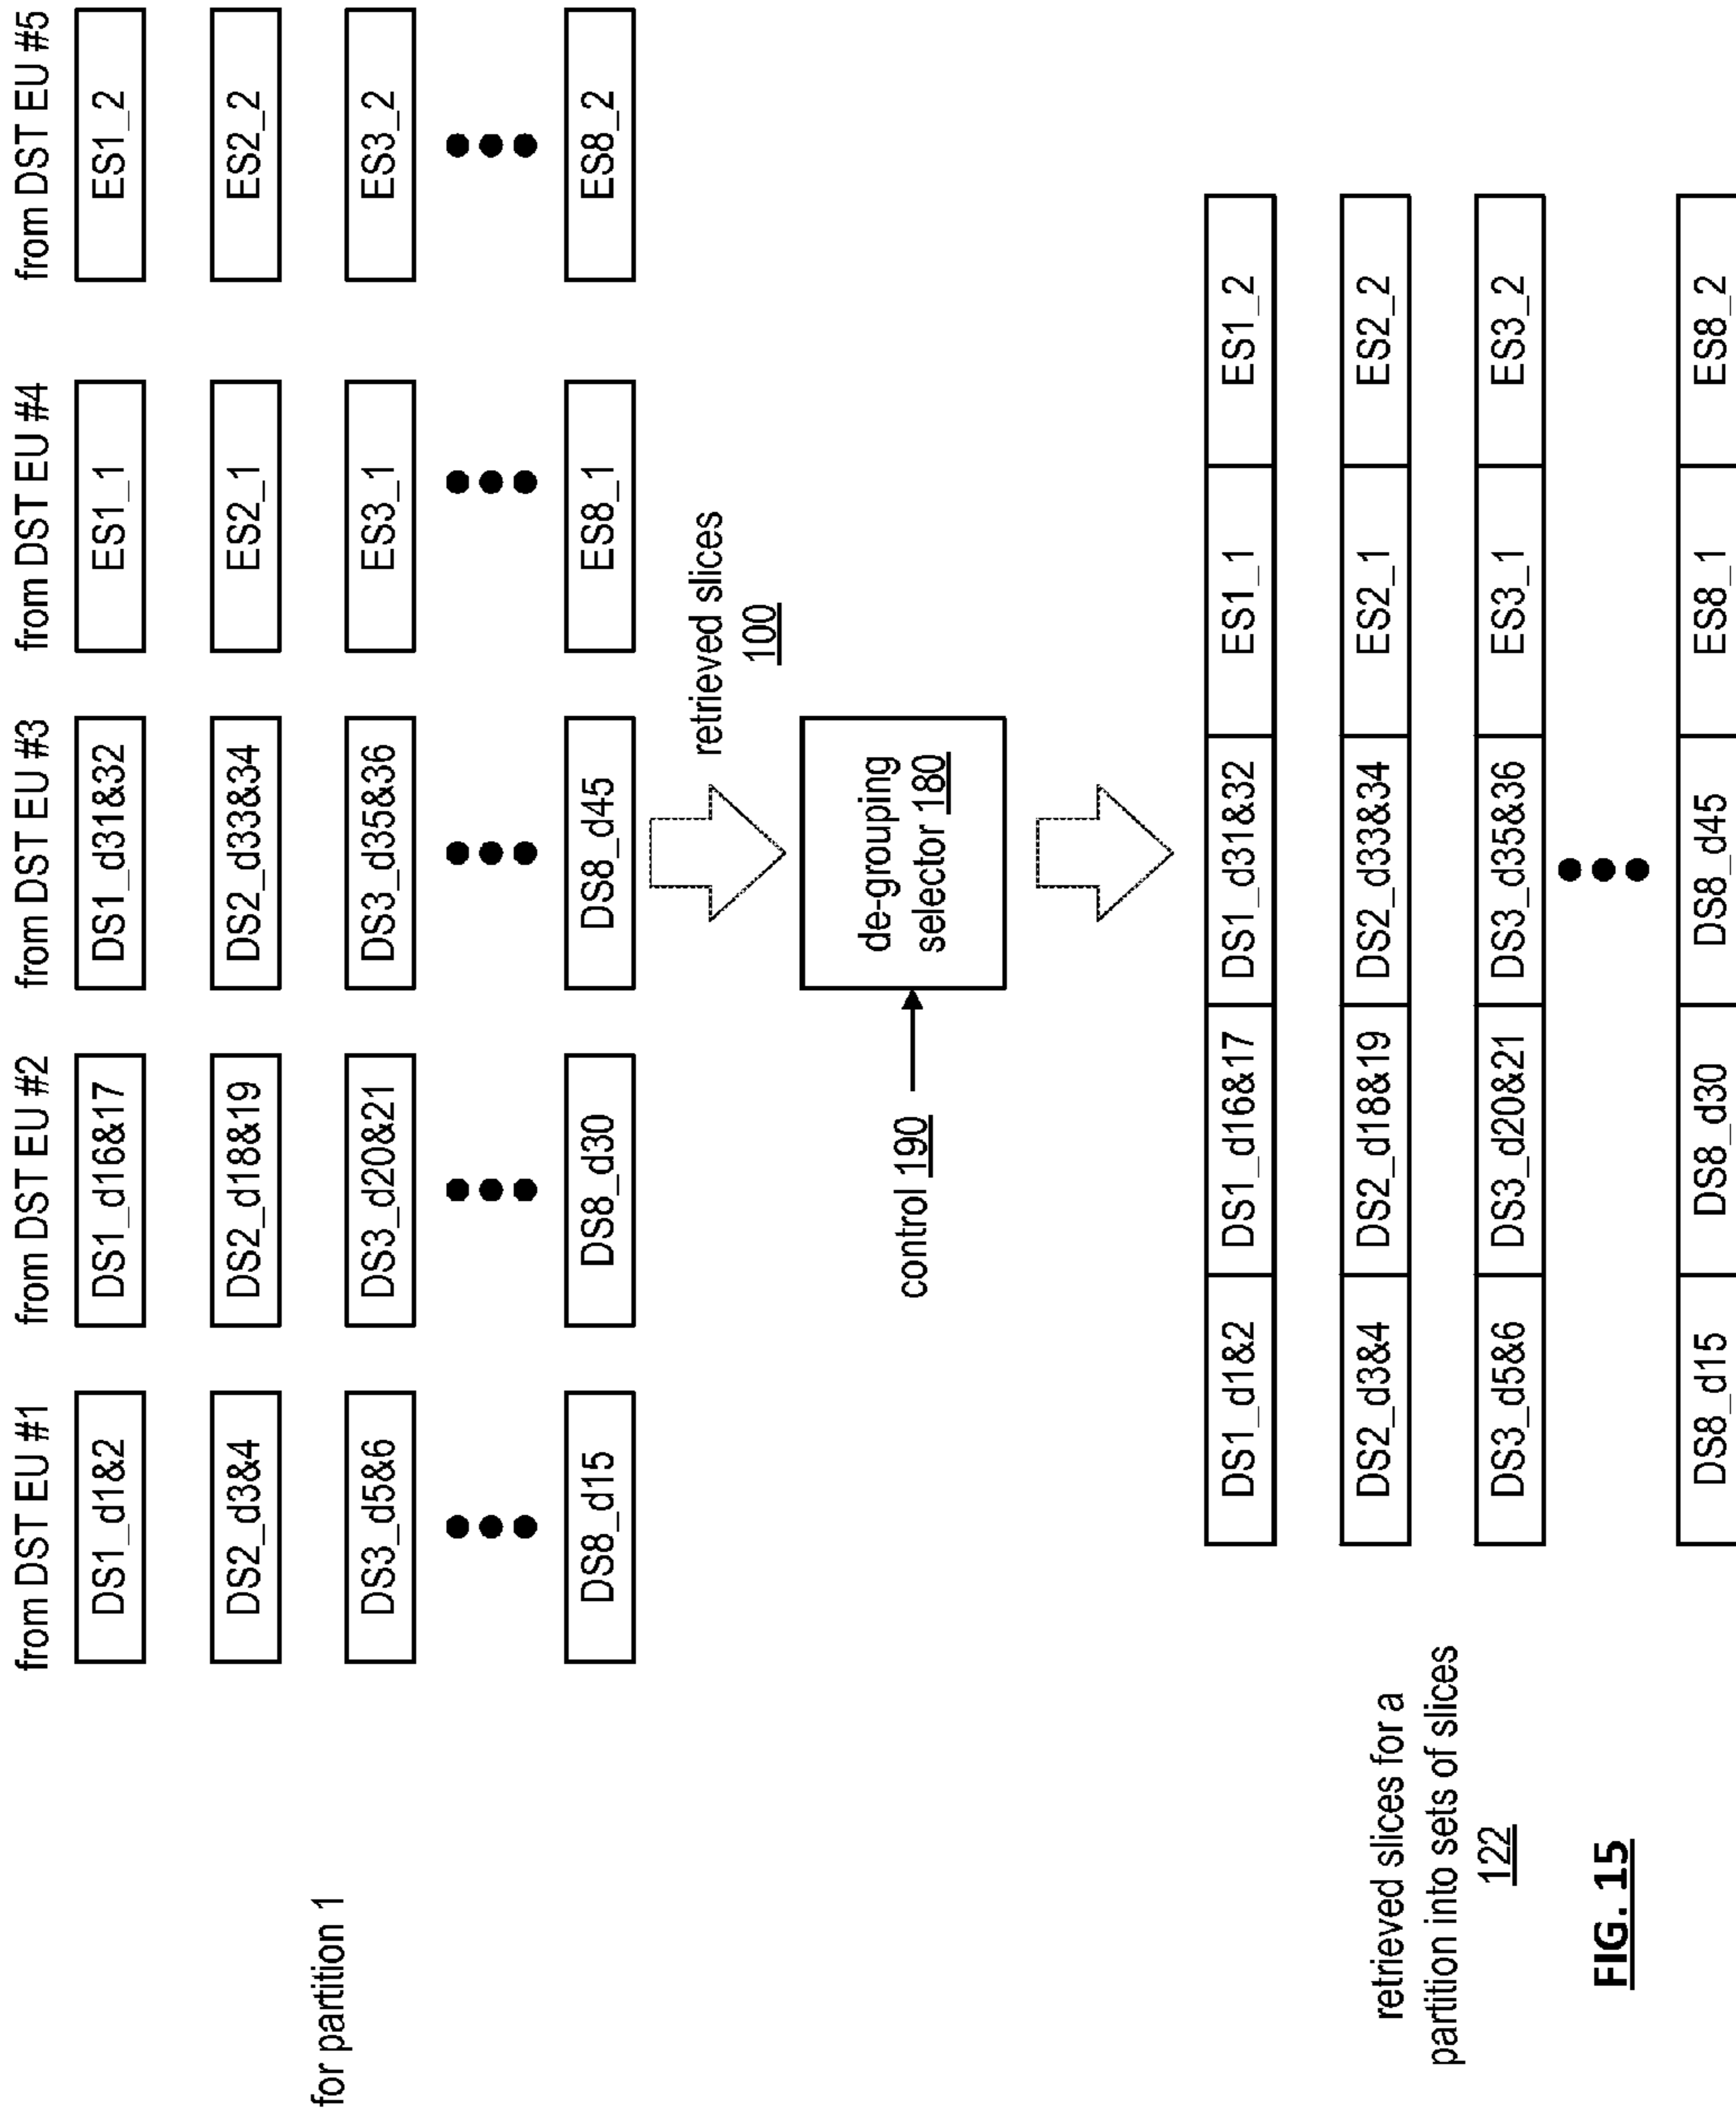 from DST EU #1
from DST EU #2
from DST EU #3
from DST EU #4
from DST EU #5
DS1_d1&2
DS1_d16&17
DS1_d31&32
ES1_1
ES1_2
DS2_d3&4
DS2_d18&19
DS2_d33&34
ES2_1
ES2_2
for partition 1
DS3_d5&6
DS3_d20&21
DS3_d35&36
ES3_1
ES3_2
DS8_d15
DS8_d30
DS8_d45
ES8_1
ES8_2
retrieved slices
100
control 190
de-grouping
selector 180
DS1_d1&2
DS1_d16&17
DS1_d31&32
ES1_1
ES1_2
DS2_d3&4
DS2_d18&19
DS2_d33&34
ES2_1
ES2_2
retrieved slices for a
partition into sets of slices
122
DS3_d5&6
DS3_d20&21
DS3_d35&36
ES3_1
ES3_2
DS8_d15
DS8_d30
DS8_d45
ES8_1
ES8_2
FIG. 15